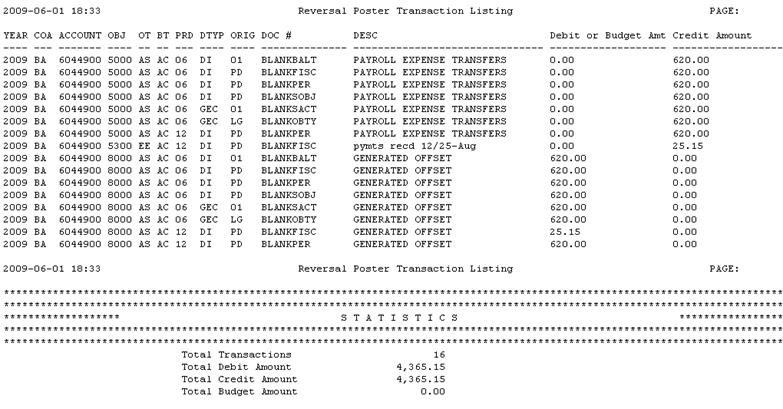 2009-06-01 18:33 Reversal Poster Transaction Listing PAGE:
YEAR COA ACCOUNT OBJ OT BT PRD DTYP ORIG DOC # DESC Debit or Budget Amt Credit Amount
---- --- ------- ---- -- -- --- ---- ---- ------------- ------------------------------ ------------------- -----------------
2009 BA 6044900 5000 AS AC 06 DI 01 BLANKBALT PAYROLL EXPENSE TRANSFERS 0.00 620.00
2009 BA 6044900 5000 AS AC 06 DI PD BLANKFISC PAYROLL EXPENSE TRANSFERS 0.00 620.00
2009 BA 6044900 5000 AS AC 06 DI PD BLANKPER PAYROLL EXPENSE TRANSFERS 0.00 620.00
2009 BA 6044900 5000 AS AC 06 DI PD BLANKSOBJ PAYROLL EXPENSE TRANSFERS 0.00 620.00
2009 BA 6044900 5000 AS AC 06 GEC 01 BLANKSACT PAYROLL EXPENSE TRANSFERS 0.00 620.00
2009 BA 6044900 5000 AS AC 06 GEC LG BLANKOBTY PAYROLL EXPENSE TRANSFERS 0.00 620.00
2009 BA 6044900 5000 AS AC 12 DI PD BLANKPER PAYROLL EXPENSE TRANSFERS 0.00 620.00
2009 BA 6044900 5300 EE AC 12 DI PD BLANKFISC pymts recd 12/25-Aug 0.00 25.15
2009 BA 6044900 8000 AS AC 06 DI 01 BLANKBALT GENERATED OFFSET 620.00 0.00
2009 BA 6044900 8000 AS AC 06 DI PD BLANKFISC GENERATED OFFSET 620.00 0.00
2009 BA 6044900 8000 AS AC 06 DI PD BLANKPER GENERATED OFFSET 620.00 0.00
2009 BA 6044900 8000 AS AC 06 DI PD BLANKSOBJ GENERATED OFFSET 620.00 0.00
2009 BA 6044900 8000 AS AC 06 GEC 01 BLANKSACT GENERATED OFFSET 620.00 0.00
2009 BA 6044900 8000 AS AC 06 GEC LG BLANKOBTY GENERATED OFFSET 620.00 0.00
2009 BA 6044900 8000 AS AC 12 DI PD BLANKFISC GENERATED OFFSET 25.15 0.00
2009 BA 6044900 8000 AS AC 12 DI PD BLANKPER GENERATED OFFSET 620.00 0.00
2009-06-01 18:33 Reversal Poster Transaction Listing PAGE:
********************************************************************************
********************************************************************************
******************* S T A T I S T I C S *****************
********************************************************************************
********************************************************************************
Total Transactions 16
Total Debit Amount 4,365.15
Total Credit Amount 4,365.15
Total Budget Amount 0.00